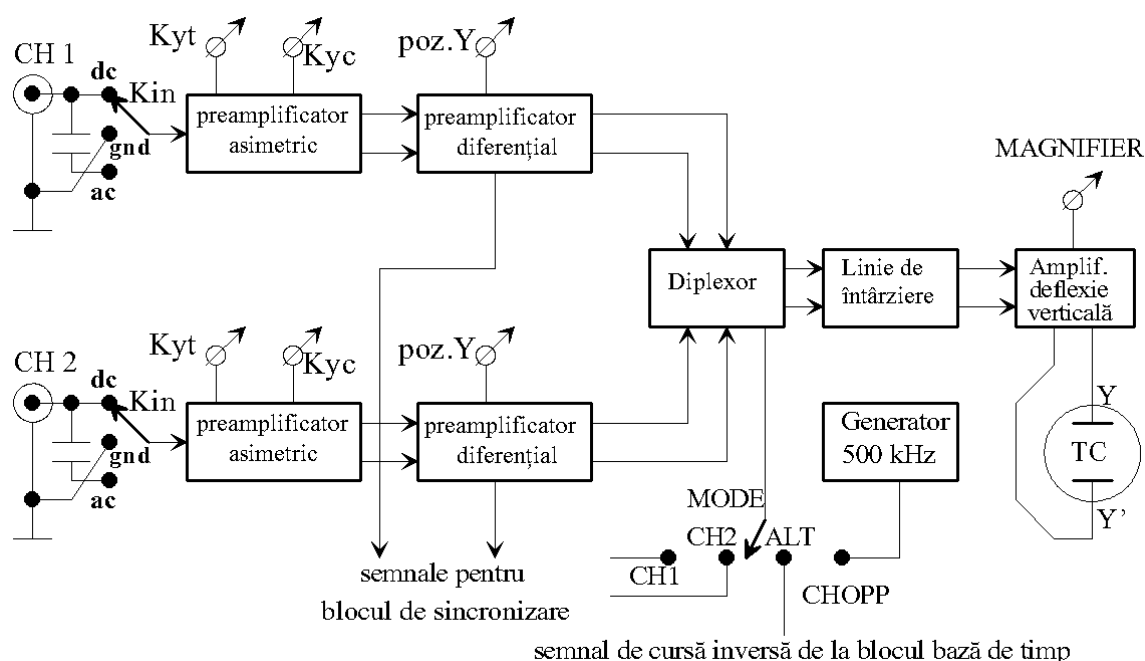 CH 1
dc
Kin
gnd
ac
Kyt
Kyc
poz.Y
preamplificator
asimetric
preamplificator
diferențial
MAGNIFIER
Diplexor
Linie de
întârziere
Amplif.
deflexie
verticală
CH 2
dc
Kin
gnd
ac
Kyt
Kyc
poz.Y
preamplificator
asimetric
preamplificator
diferențial
Generator
500 kHz
Y
TC
Y'
MODE
CH2
ALT
CH1
CHOPP
semnale pentru
blocul de sincronizare
semnal de cursă inversă de la blocul bază de timp